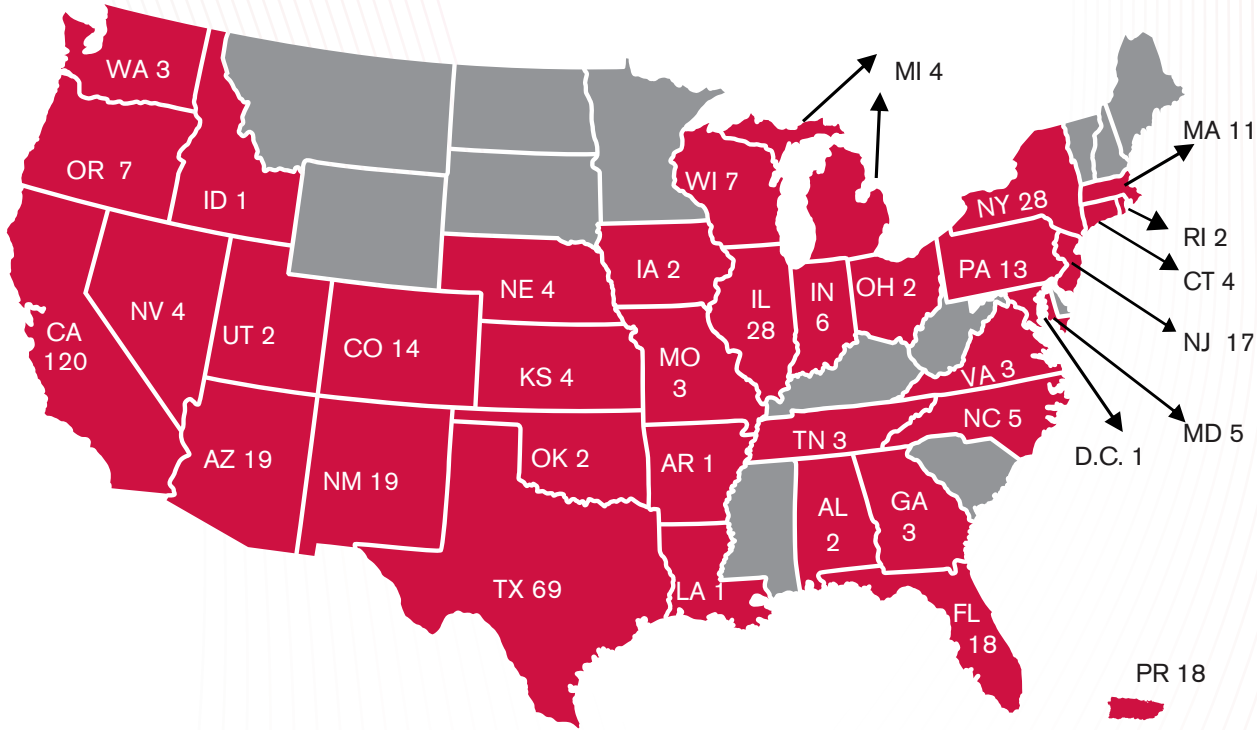 WA 3
MI 4
MA 11
OR 7
ID 1
WI 7
NY 28
RI 2
CT 4
IA 2
PA 13
NE 4
OH 2
IL
28
IN
6
NV 4
UT 2
CO 14
CA
120
NJ 17
MO
3
KS 4
VA 3
NC 5
MD 5
TN 3
D.C. 1
AZ 19
NM 19
OK 2
AR 1
AL
2
GA
3
TX 69
LA 1
FL
18
PR 18